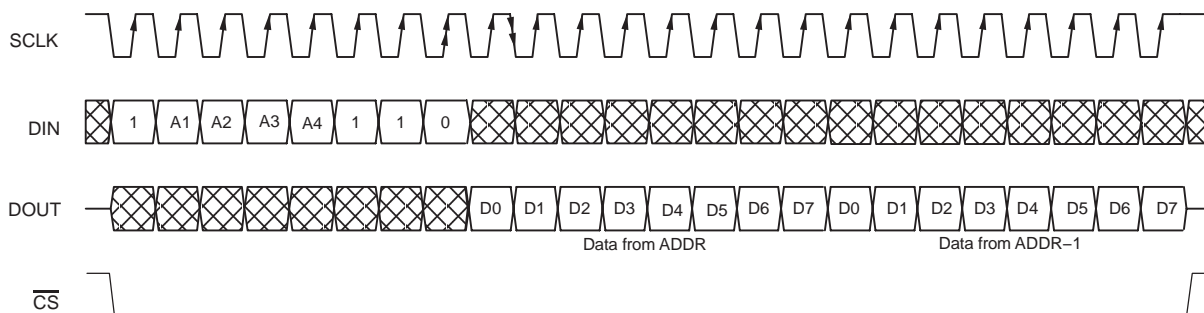 SCLK
DIN 1 A1 A2 A3 A4 1 1 0
DOUT D0 D1 D2 D3 D4 D5 D6 D7 D0 D1 D2 D3 D4 D5 D6 D7
Data from ADDR Data from ADDR−1
CS